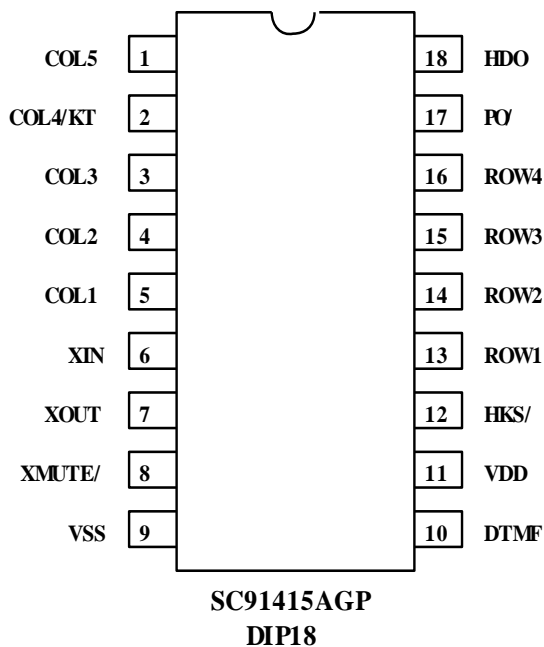 COL5 1 18 HDO
COL4/KT 2 17 PO/
COL3 3 16 ROW4
COL2 4 15 ROW3
COL1 5 14 ROW2
XIN 6 13 ROW1
XOUT 7 12 HKS/
XMUTE/ 8 11 VDD
VSS 9 10 DTMF
SC91415AGP
DIP18